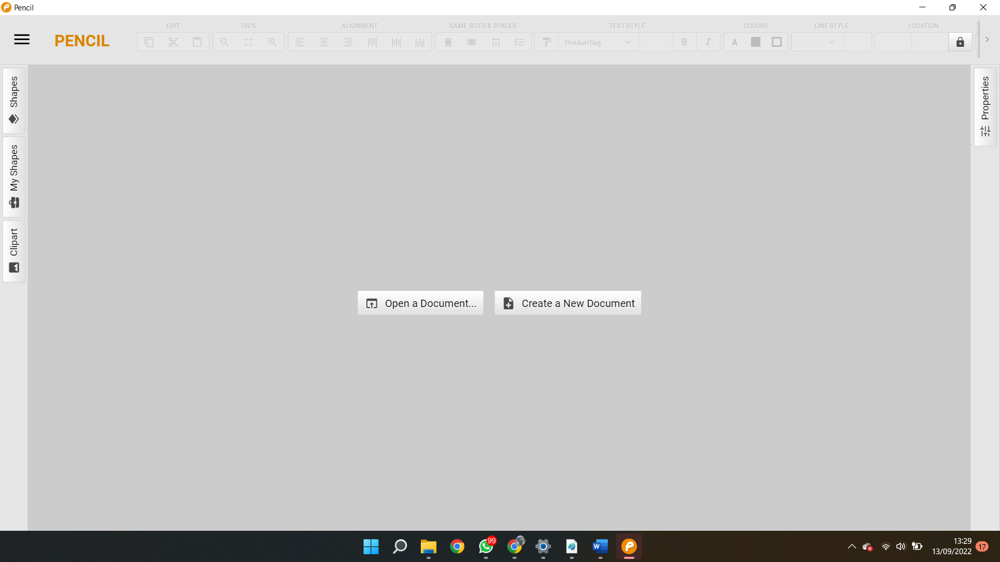 Pencil
EDIT 100% ALIGNMENT SAME SIZES & SPACES TEXT STYLE COLORS LINE STYLE LOCATION
PENCIL
Handwriting B I A
Shapes
My Shapes
Clipart
Properties
Open a Document...
Create a New Document
99
W
13:29
13/09/2022
17